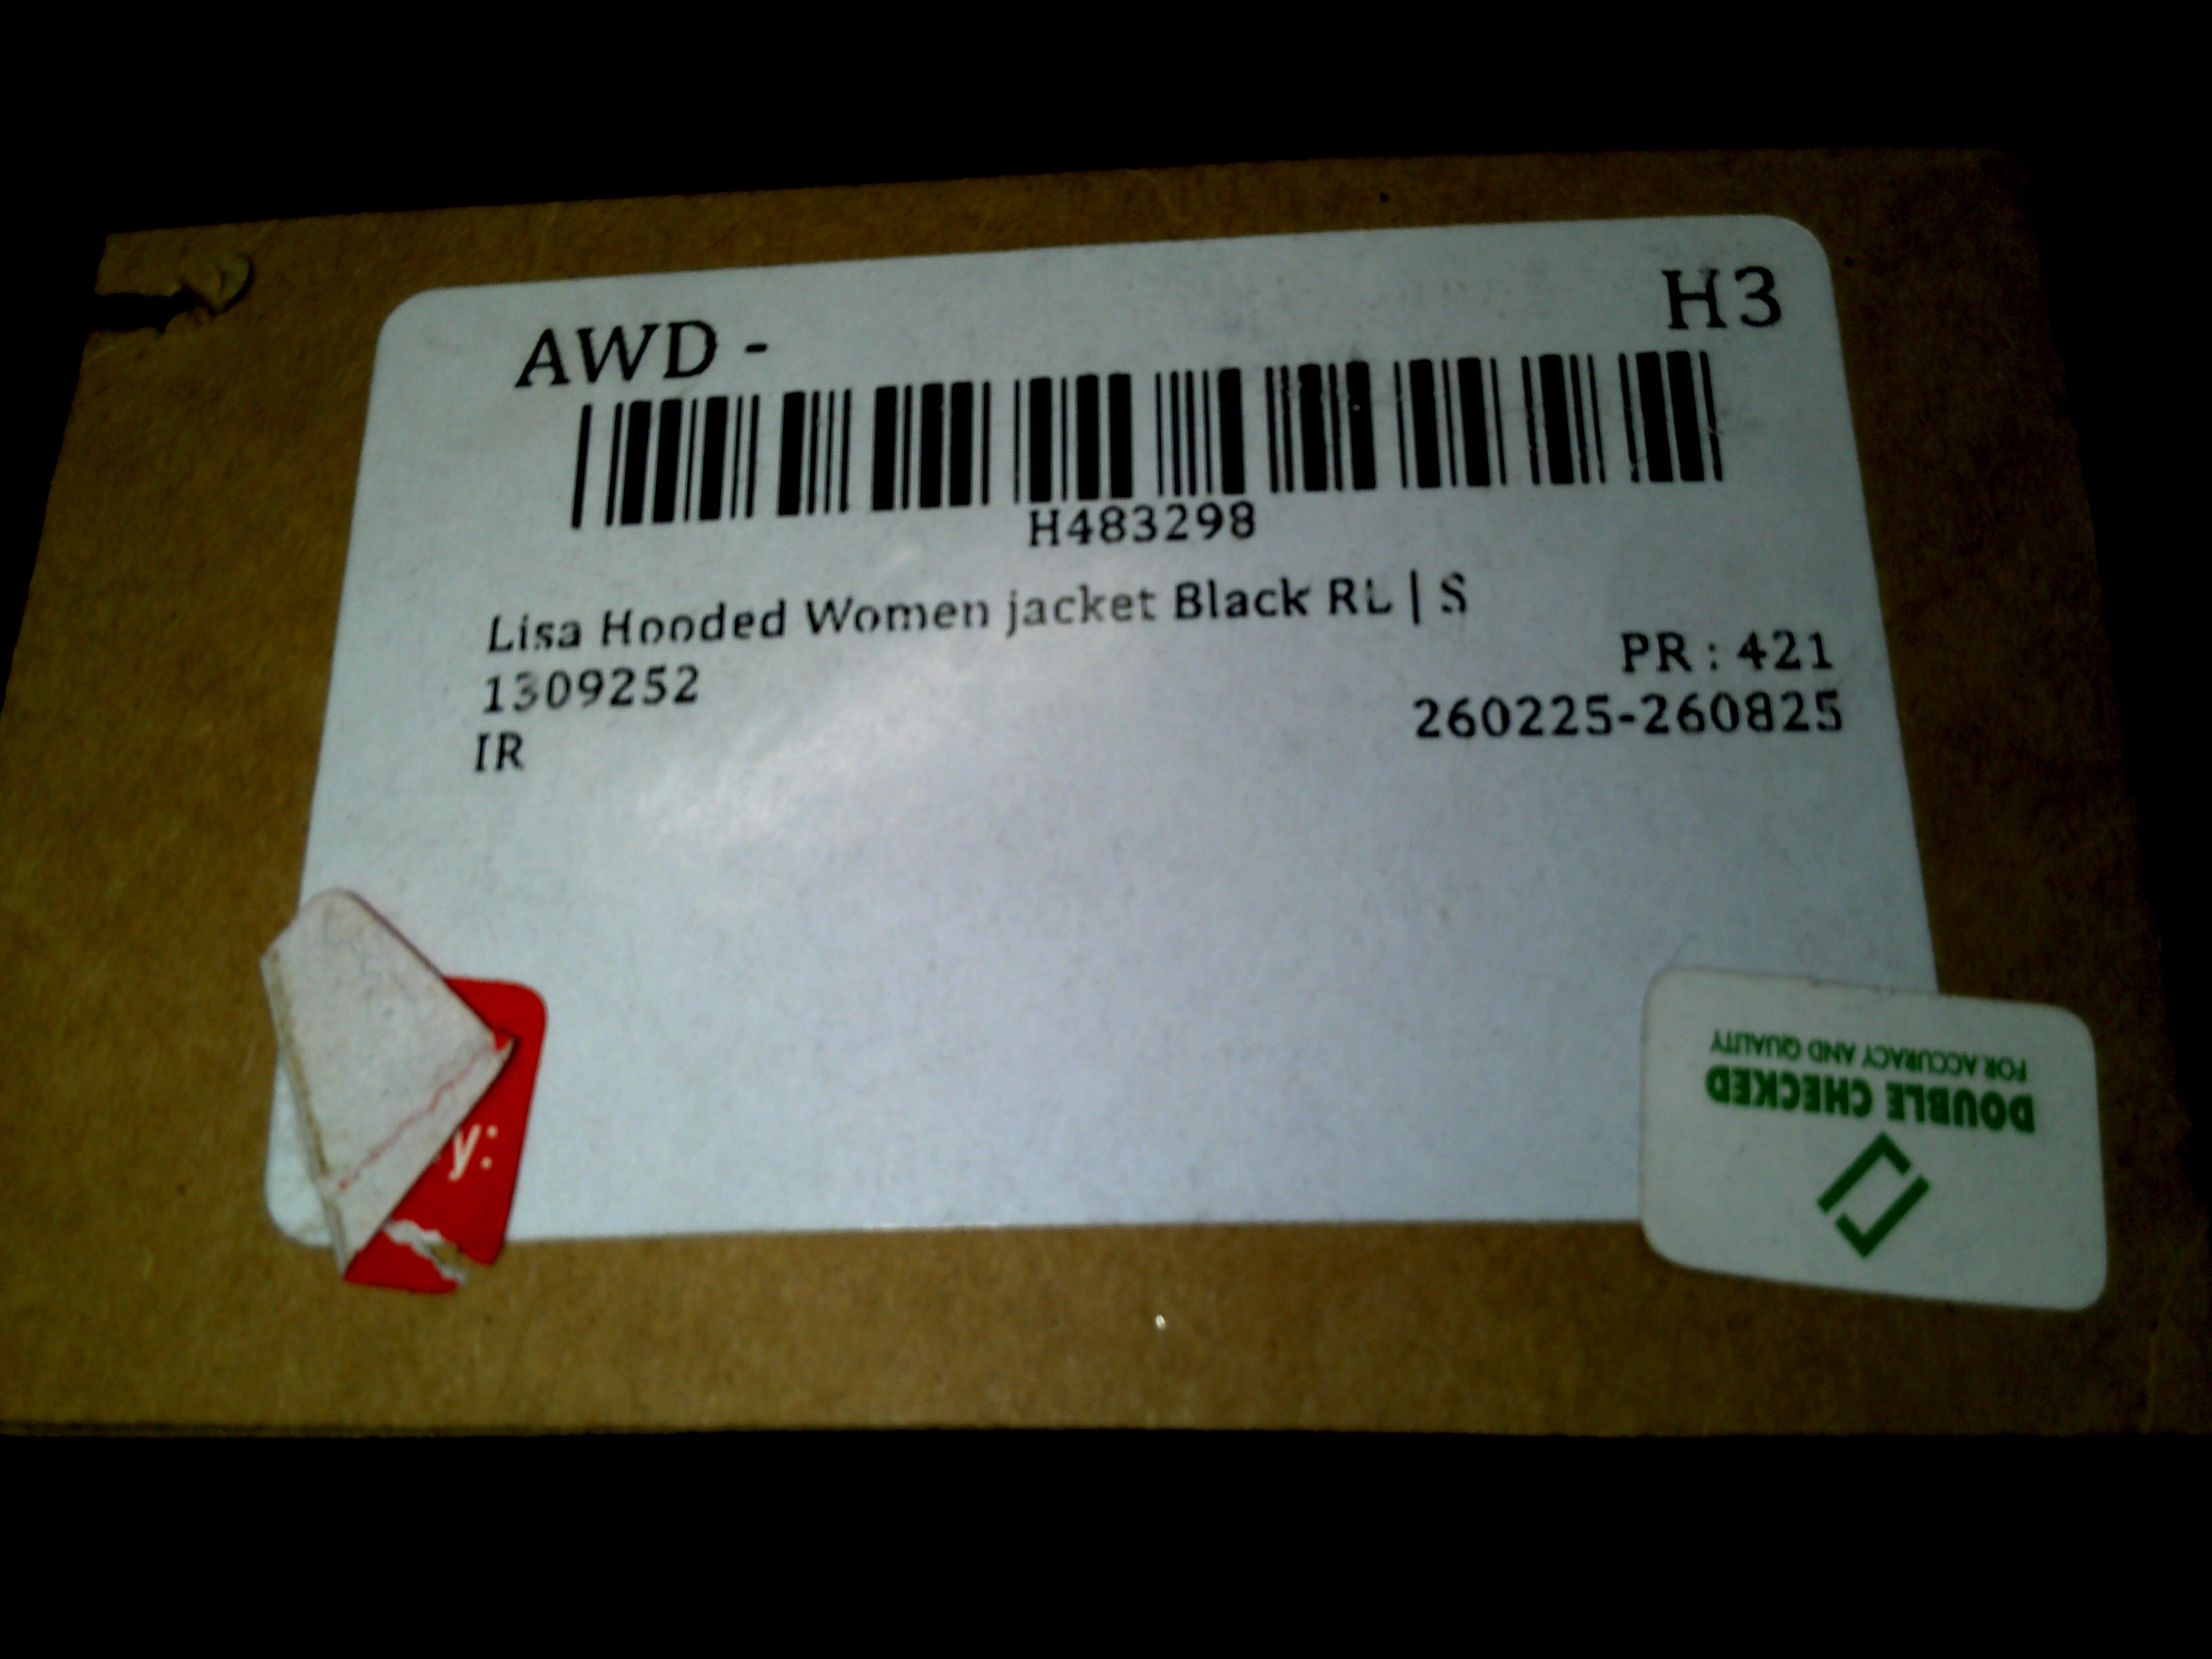 AWD -
H3
H483298
Lisa Hooded Women jacket Black RL | S
PR : 421
1309252
260225-260825
IR
y:
DOUBLE CHECKED
FOR ACCURACY AND QUALITY